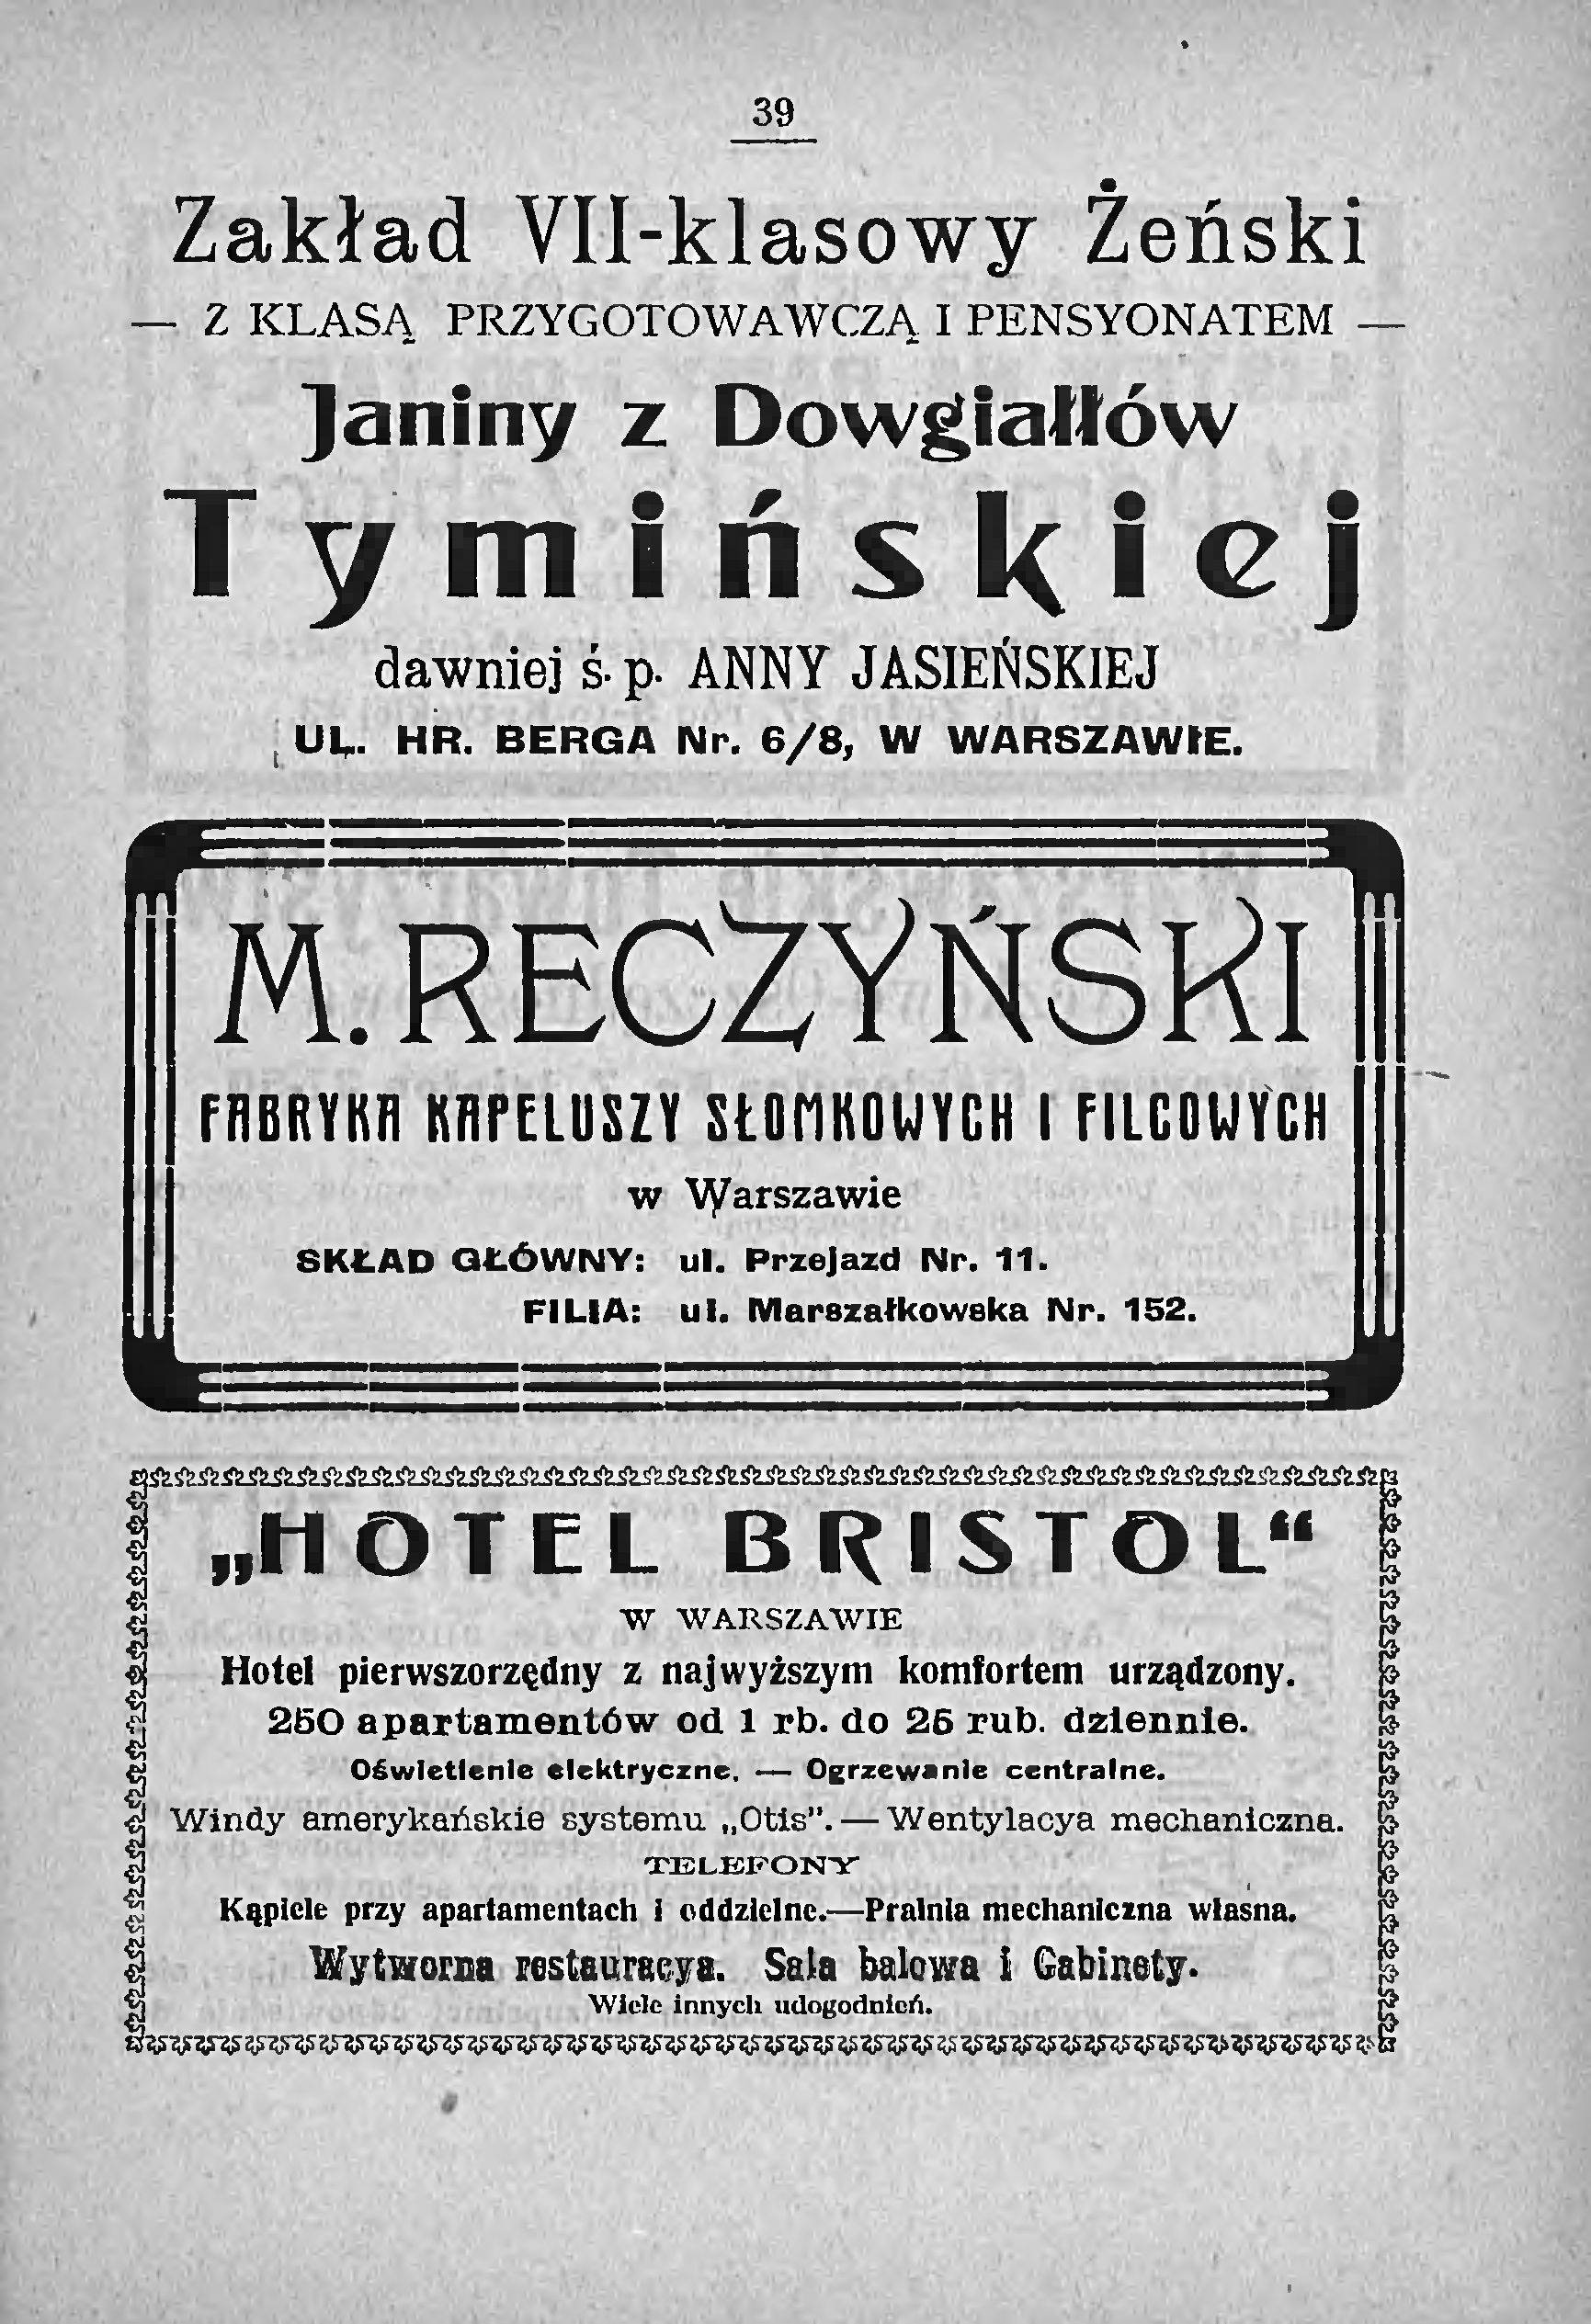 39
Zakład VII-klasowy Żeński
— Z KLASĄ PRZYGOTOWAWCZĄ I PENSYONATEM —
Janiny z Dowgiałłów
Tymińskiej
dawniej ś. p. ANNY JASIEŃSKIEJ
UL. HR. BERGA Nr. 6/8, W WARSZAWIE.
M. RECZYŃSKI
FABRYKA KAPELUSZY SŁOMKOWYCH I FILCOWYCH
w Warszawie
SKŁAD GŁÓWNY: ul. Przejazd Nr. 11.
FILIA: ul. Marszałkowska Nr. 152.
„HOTEL BRISTOL“
W WARSZAWIE
Hotel pierwszorzędny z najwyższym komfortem urządzony.
250 apartamentów od 1 rb. do 25 rub. dziennie.
Oświetlenie elektryczne. — Ogrzewanie centralne.
Windy amerykańskie systemu „Otis”. — Wentylacya mechaniczna.
TELEFONY
Kąpiele przy apartamentach i oddzielne.—Pralnia mechaniczna własna.
Wytworna restauracya. Sala balowa i Gabinety.
Wiele innych udogodnień.